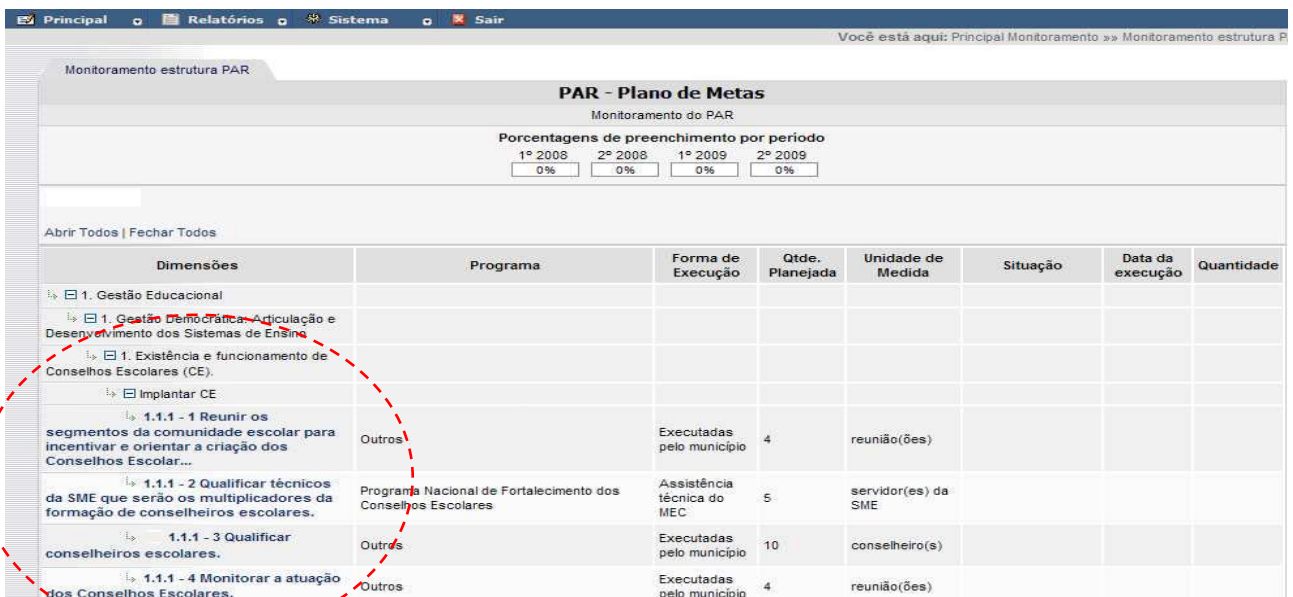 Principal Relatórios Sistema Sair
Você está aqui: Principal Monitoramento »» Monitoramento estrutura P
Monitoramento estrutura PAR
PAR - Plano de Metas
Monitoramento do PAR
Porcentagens de preenchimento por período
1º 2008 2º 2008 1º 2009 2º 2009
0% 0% 0% 0%
Abrir Todos | Fechar Todos
Dimensões Programa Forma de Execução Qtde. Planejada Unidade de Medida Situação Data da execução Quantidade
1. Gestão Educacional
1. Gestão Democrática: Articulação e
Desenvolvimento dos Sistemas de Ensino
1. Existência e funcionamento de
Conselhos Escolares (CE).
Implantar CE
1.1.1 - 1 Reunir os
segmentos da comunidade escolar para
incentivar e orientar a criação dos
Conselhos Escolar...
Outros
Executadas
pelo município
4
reunião(ões)
1.1.1 - 2 Qualificar técnicos
da SME que serão os multiplicadores da
formação de conselheiros escolares.
Programa Nacional de Fortalecimento dos
Conselhos Escolares
Assistência
técnica do
MEC
5
servidor(es) da
SME
1.1.1 - 3 Qualificar
conselheiros escolares.
Outros
Executadas
pelo município
10
conselheiro(s)
1.1.1 - 4 Monitorar a atuação
dos Conselhos Escolares.
Outros
Executadas
pelo município
4
reunião(ões)